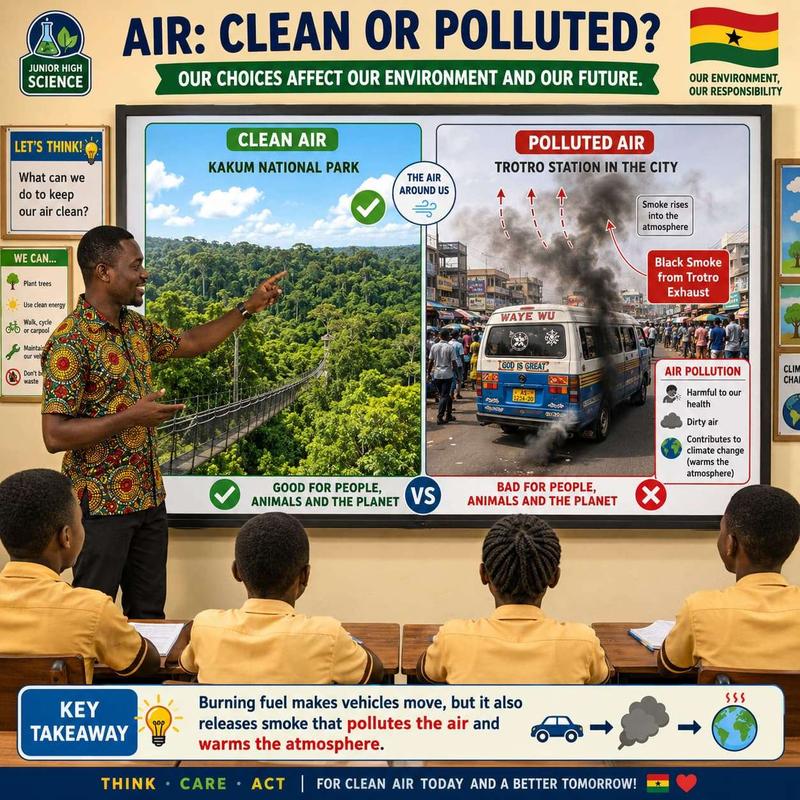 JUNIOR HIGH
SCIENCE
AIR: CLEAN OR POLLUTED?
OUR CHOICES AFFECT OUR ENVIRONMENT AND OUR FUTURE.
OUR ENVIRONMENT,
OUR RESPONSIBILITY
LET'S THINK!
What can we
do to keep
our air clean?
WE CAN...
Plant trees
Use clean energy
Walk, cycle
or carpool
Maintai
our veh
Don't b
waste
CLEAN AIR
KAKUM NATIONAL PARK
THE AIR
AROUND US
POLLUTED AIR
TROTRO STATION IN THE CITY
Smoke rises
into the
atmosphere
Black Smoke
from Trotro
Exhaust
WAYE WU
GOD IS GREAT
AS
1234-20
AIR POLLUTION
Harmful to our
health
Dirty air
Contributes to
climate change
(warms the
atmosphere)
CLIM
CHA
GOOD FOR PEOPLE,
ANIMALS AND THE PLANET
VS
BAD FOR PEOPLE,
ANIMALS AND THE PLANET
KEY
TAKEAWAY
Burning fuel makes vehicles move, but it also
releases smoke that pollutes the air and
warms the atmosphere.
THINK · CARE · ACT | FOR CLEAN AIR TODAY AND A BETTER TOMORROW!